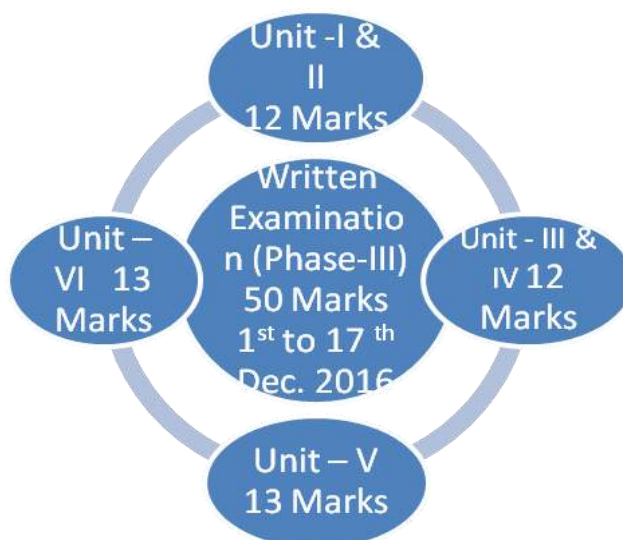 Unit -I &
II
12 Marks
Written
Examinatio
n (Phase-III)
50 Marks
1st to 17 th
Dec. 2016
Unit –
VI 13
Marks
Unit - III &
IV 12
Marks
Unit – V
13 Marks